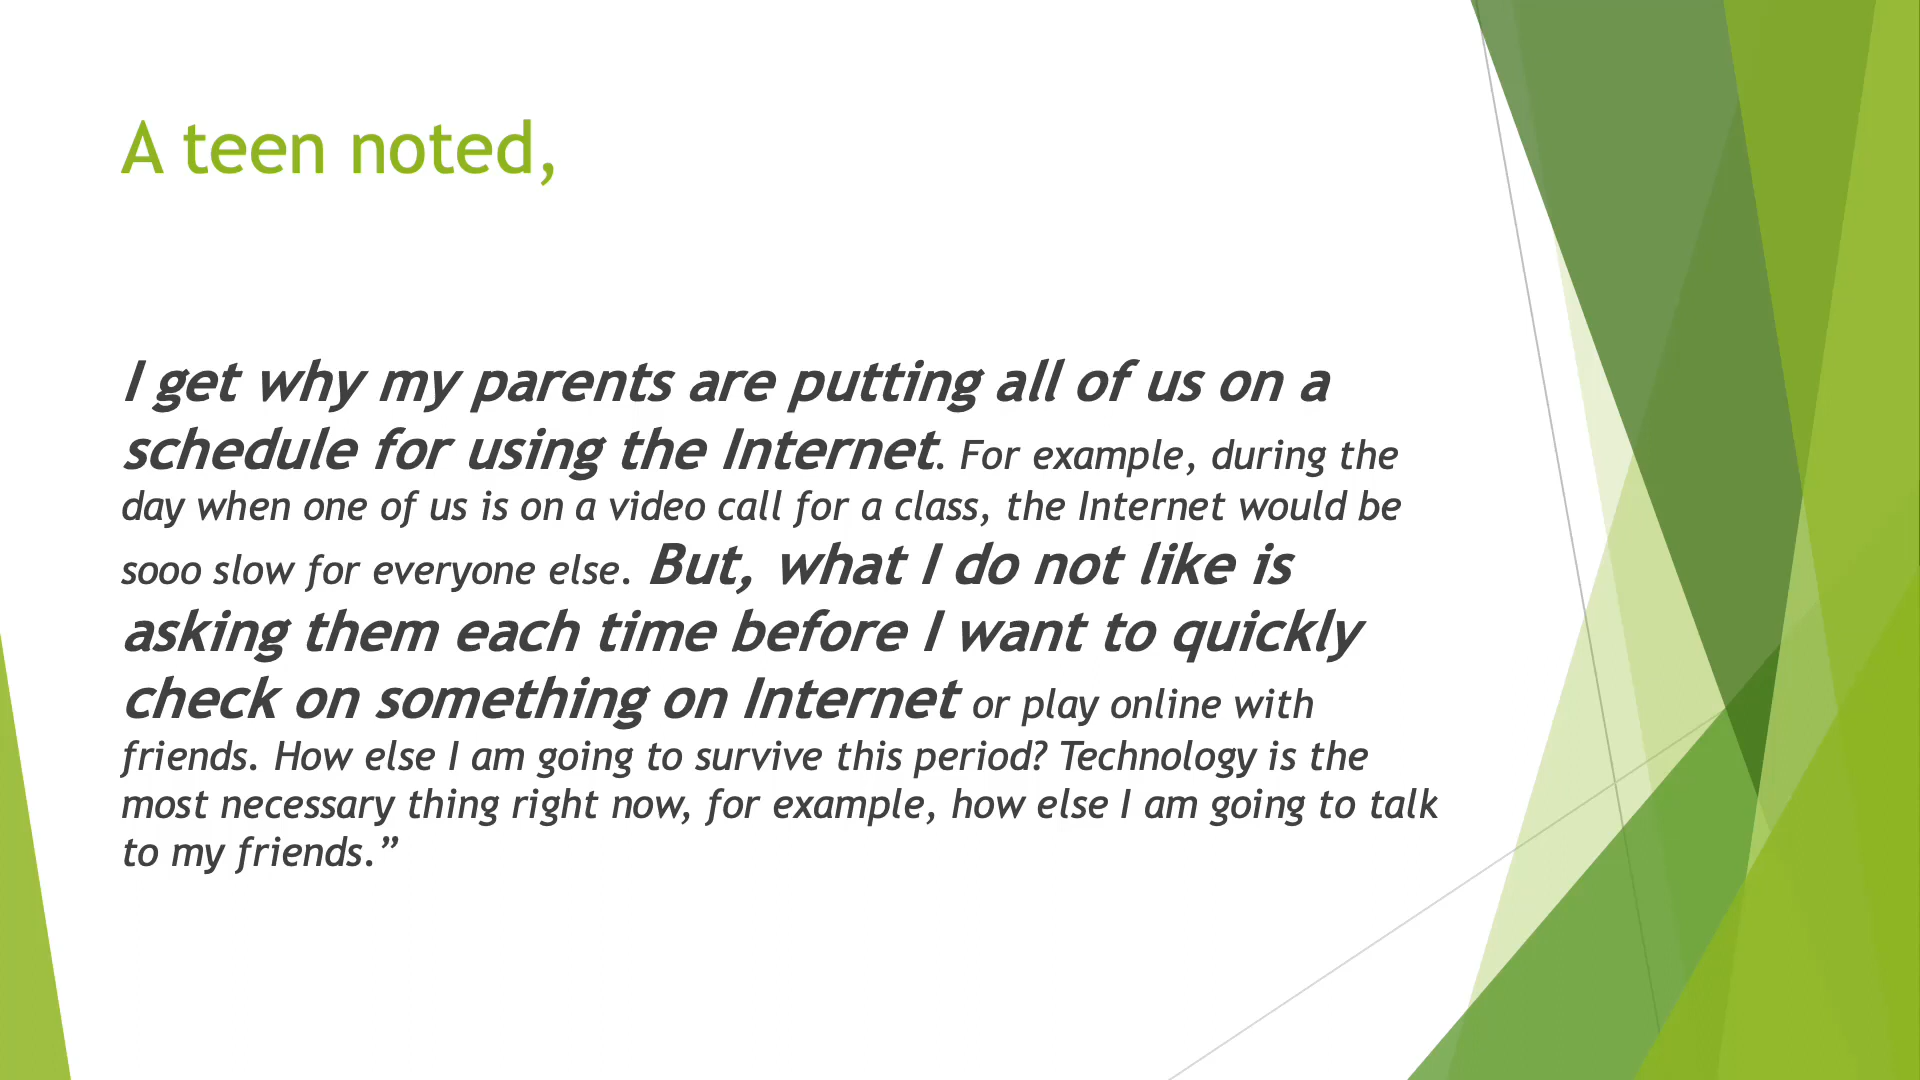 A teen noted,
I get why my parents are putting all of us on a
schedule for using the Internet. For example, during the
day when one of us is on a video call for a class, the Internet would be
sooo slow for everyone else. But, what I do not like is
asking them each time before I want to quickly
check on something on Internet or play online with
friends. How else I am going to survive this period? Technology is the
most necessary thing right now, for example, how else I am going to talk
to my friends.”